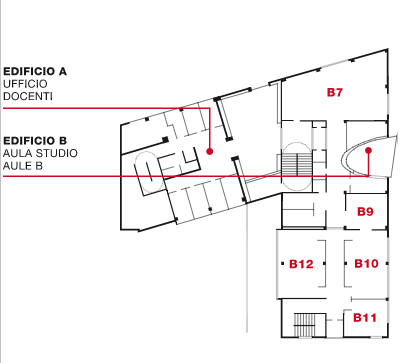 EDIFICIO A
UFFICIO
DOCENTI
B7
EDIFICIO B
AULA STUDIO
AULE B
B9
B12
B10
B11